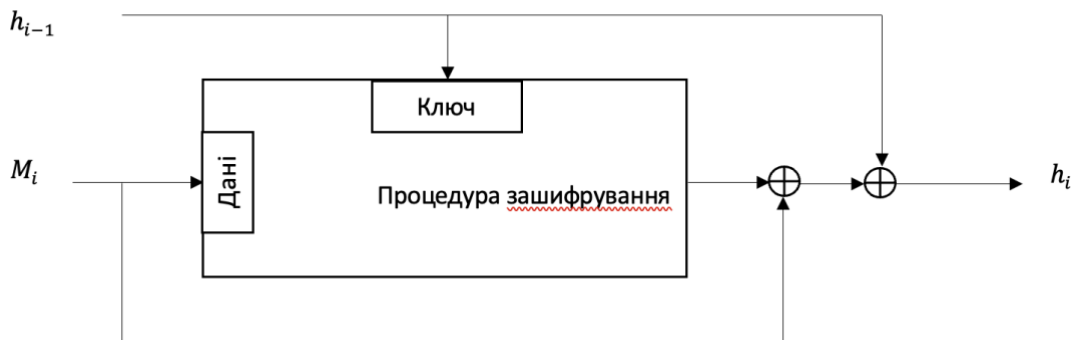 h_{i−1}
Ключ
M_i
Дані
Процедура зашифрування
h_i